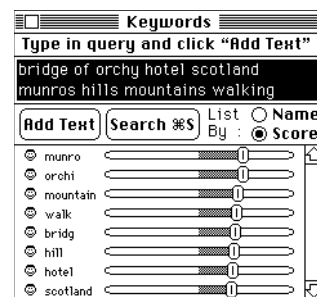 Keywords
Type in query and click “Add Text”
bridge of orchy hotel scotland
munros hills mountains walking
Add Text Search ⌘S List By : Name
Score
munro
orchi
mountain
walk
bridg
hill
hotel
scotland